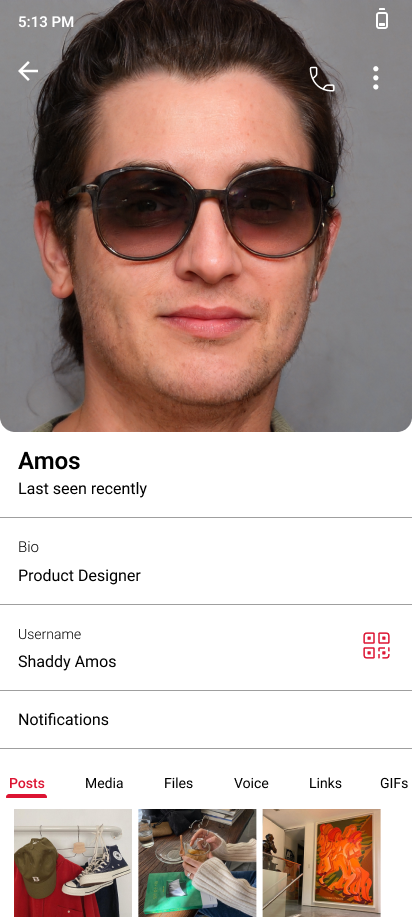 5:13 PM
Amos
Last seen recently
Bio
Product Designer
Username
Shaddy Amos
Notifications
Posts Media Files Voice Links GIFs